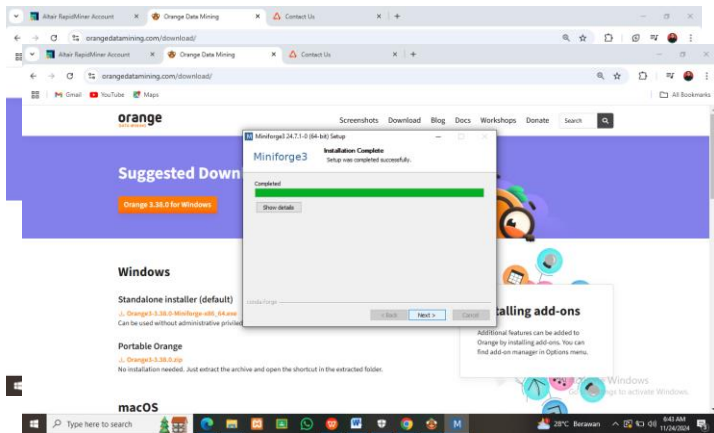 Altair RapidMiner Account
Orange Data Mining
Contact Us
orangedatamining.com/download/
Altair RapidMiner Account
Orange Data Mining
Contact Us
orangedatamining.com/download/
Gmail
YouTube
Maps
All Bookmarks
orange
Screenshots
Download
Blog
Docs
Workshops
Donate
Search
Suggested Down
Orange 3.38.0 for Windows
Miniforge3 24.7.1-0 (64-bit) Setup
Miniforge3
Installation Complete
Setup was completed successfully.
Completed
Show details
< Back
Next >
Cancel
Windows
Standalone installer (default)
Orange3-3.38.0-Miniforge-x86_64.exe
Can be used without administrative privileg
Portable Orange
Orange3-3.38.0.zip
No installation needed. Just extract the archive and open the shortcut in the extracted folder.
macOS
alling add-ons
Additional features can be added to
Orange by installing add-ons. You can
find add-on manager in Options menu.
Windows
ngs to activate Windows.
Type here to search
28°C Berawan
6:43 AM
11/24/2024